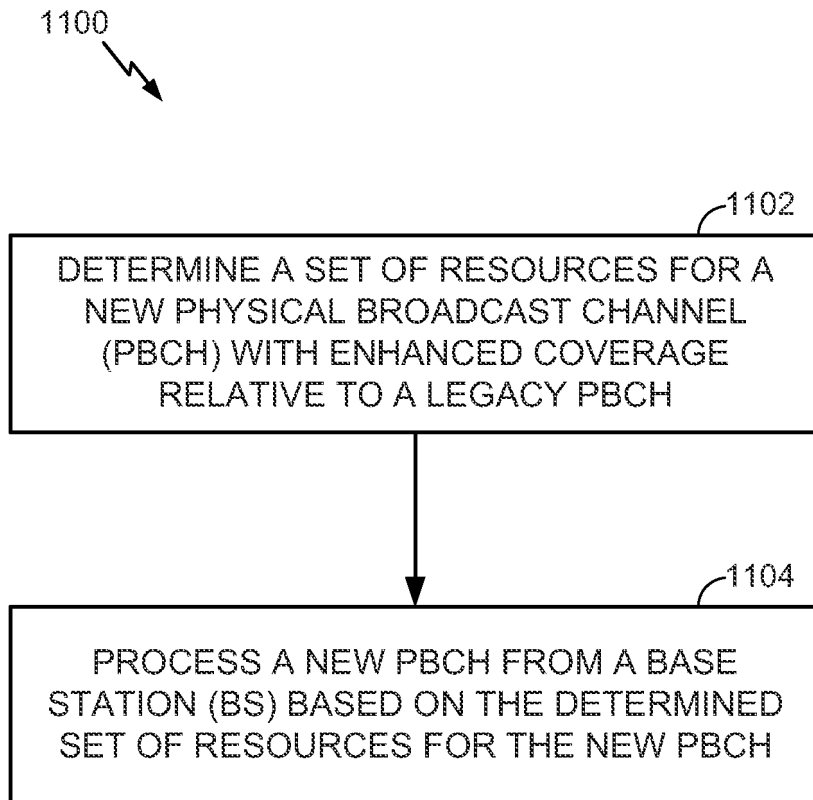 1100
1102
DETERMINE A SET OF RESOURCES FOR A
NEW PHYSICAL BROADCAST CHANNEL
(PBCH) WITH ENHANCED COVERAGE
RELATIVE TO A LEGACY PBCH
1104
PROCESS A NEW PBCH FROM A BASE
STATION (BS) BASED ON THE DETERMINED
SET OF RESOURCES FOR THE NEW PBCH